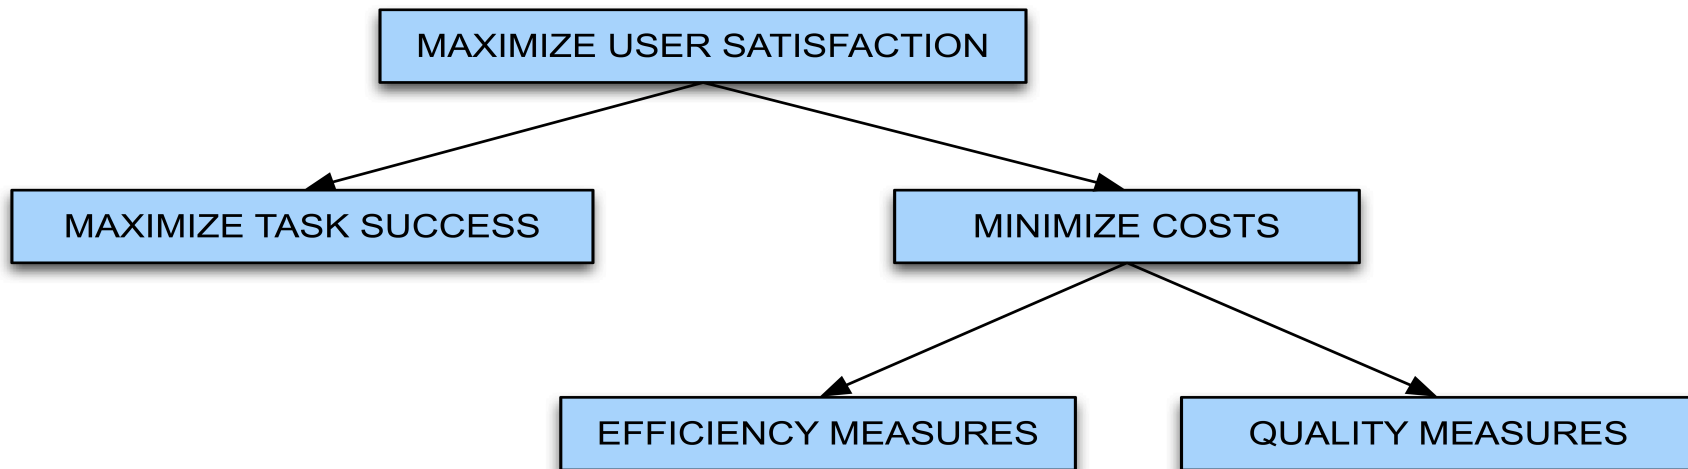 MAXIMIZE USER SATISFACTION
MAXIMIZE TASK SUCCESS
MINIMIZE COSTS
EFFICIENCY MEASURES
QUALITY MEASURES